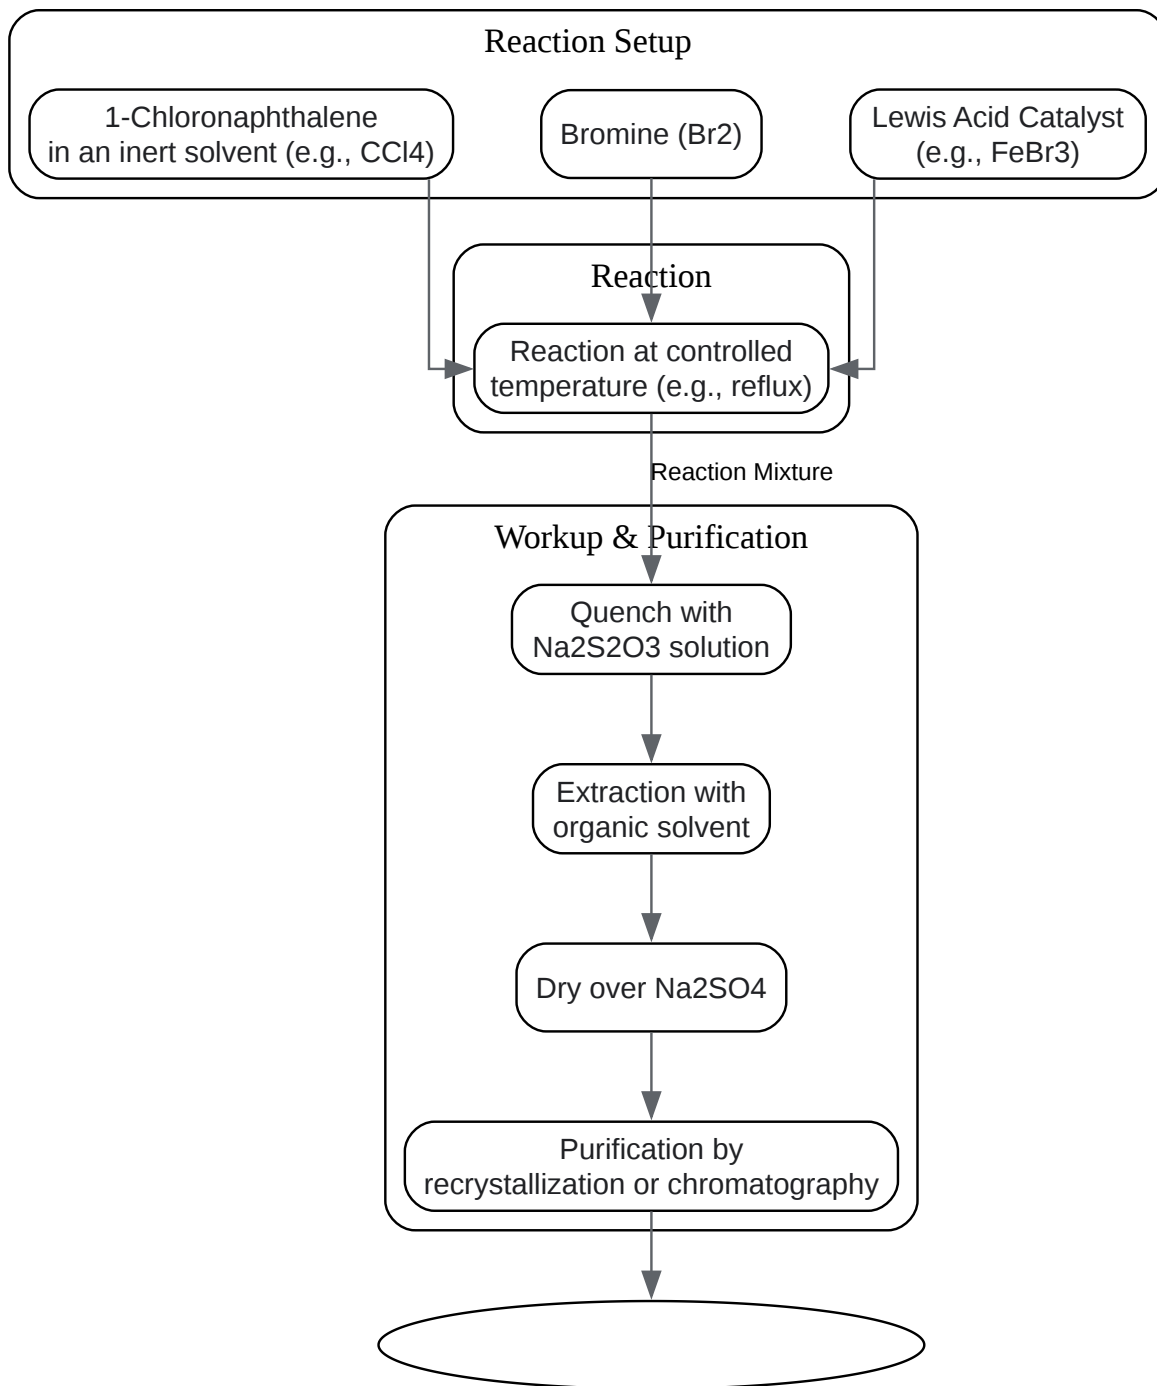 Reaction Setup
1-Chloronaphthalene
in an inert solvent (e.g., CCl4)
Bromine (Br2)
Lewis Acid Catalyst
(e.g., FeBr3)
Reaction
Reaction at controlled
temperature (e.g., reflux)
Reaction Mixture
Workup & Purification
Quench with
Na2S2O3 solution
Extraction with
organic solvent
Dry over Na2SO4
Purification by
recrystallization or chromatography